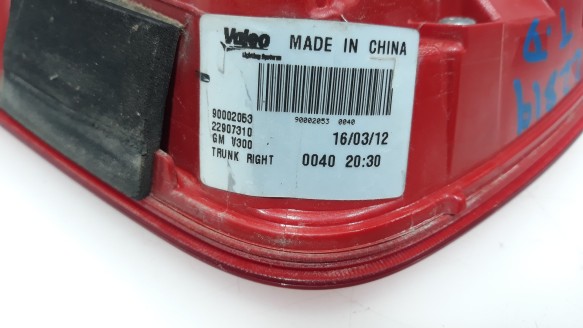 Valeo
Lighting Systems
MADE IN CHINA
90002053 0040
90002053
22907310
GM V300
TRUNK RIGHT
16/03/12
0040 20:30